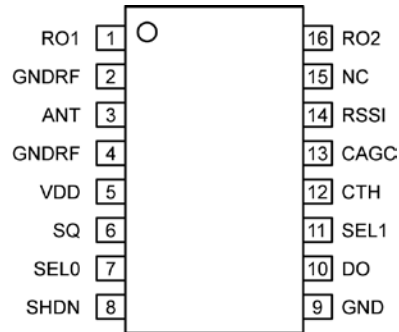 RO1 1 16 RO2
GNDRF 2 15 NC
ANT 3 14 RSSI
GNDRF 4 13 CAGC
VDD 5 12 CTH
SQ 6 11 SEL1
SEL0 7 10 DO
SHDN 8 9 GND